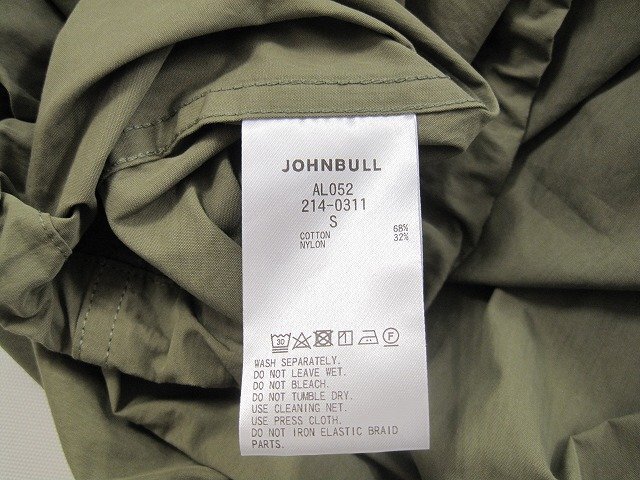 JOHNBULL
AL052
214-0311
S
COTTON 68%
NYLON 32%
30
WASH SEPARATELY.
DO NOT LEAVE WET.
DO NOT BLEACH.
DO NOT TUMBLE DRY.
USE CLEANING NET.
USE PRESS CLOTH.
DO NOT IRON ELASTIC BRAID
PARTS.